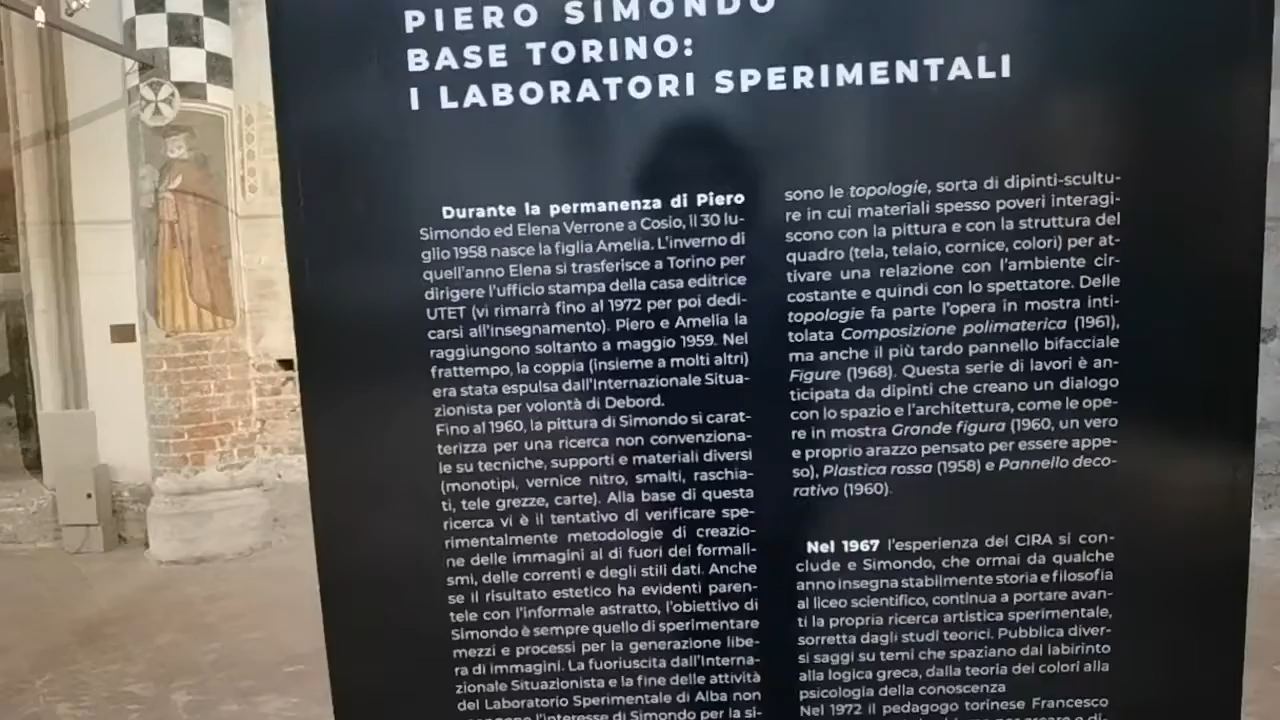 PIERO SIMONDO
BASE TORINO:
I LABORATORI SPERIMENTALI
Durante la permanenza di Piero
Simondo ed Elena Verrone a Cosio, il 30 lu-
glio 1958 nasce la figlia Amelia. L'inverno di
quell'anno Elena si trasferisce a Torino per
dirigere l'ufficio stampa della casa editrice
UTET (vi rimarrà fino al 1972 per poi dedi-
carsi all'insegnamento). Piero e Amelia la
raggiungono soltanto a maggio 1959. Nel
frattempo, la coppia (insieme a molti altri)
era stata espulsa dall'Internazionale Situa-
zionista per volontà di Debord.
Fino al 1960, la pittura di Simondo si carat-
terizza per una ricerca non convenziona-
le su tecniche, supporti e materiali diversi
(monotipi, vernice nitro, smalti, raschia-
ti, tele grezze, carte). Alla base di questa
ricerca vi è il tentativo di verificare spe-
rimentalmente metodologie di creazio-
ne delle immagini al di fuori dei formali-
smi, delle correnti e degli stili dati. Anche
se il risultato estetico ha evidenti paren-
tele con l'informale astratto, l'obiettivo di
Simondo è sempre quello di sperimentare
mezzi e processi per la generazione libe-
ra di immagini. La fuoriuscita dall'Interna-
zionale Situazionista e la fine delle attività
del Laboratorio Sperimentale di Alba non
l'interesse di Simondo per la si-
sono le topologie, sorta di dipinti-scultu-
re in cui materiali spesso poveri interagi-
scono con la pittura e con la struttura del
quadro (tela, telaio, cornice, colori) per at-
tivare una relazione con l'ambiente cir-
costante e quindi con lo spettatore. Delle
topologie fa parte l'opera in mostra inti-
tolata Composizione polimaterica (1961),
ma anche il più tardo pannello bifacciale
Figure (1968). Questa serie di lavori è an-
ticipata da dipinti che creano un dialogo
con lo spazio e l'architettura, come le ope-
re in mostra Grande figura (1960, un vero
e proprio arazzo pensato per essere appe-
so), Plastica rossa (1958) e Pannello deco-
rativo (1960).
Nel 1967 l'esperienza del CIRA si con-
clude e Simondo, che ormai da qualche
anno insegna stabilmente storia e filosofia
al liceo scientifico, continua a portare avan-
ti la propria ricerca artistica sperimentale,
sorretta dagli studi teorici. Pubblica diver-
si saggi su temi che spaziano dal labirinto
alla logica greca, dalla teoria dei colori alla
psicologia della conoscenza
Nel 1972 il pedagogo torinese Francesco